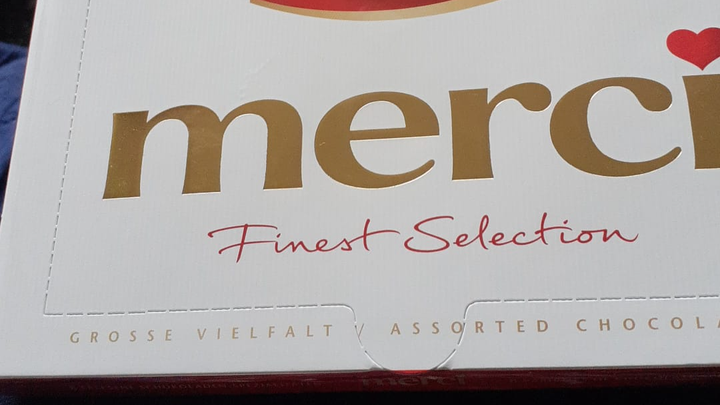 merci
Finest Selection
GROSSE VIELFALT / ASSORTED CHOCOLA
merci